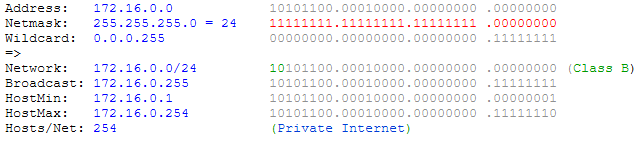 Address: 172.16.0.0 10101100.00010000.00000000 .00000000
Netmask: 255.255.255.0 = 24 11111111.11111111.11111111 .00000000
Wildcard: 0.0.0.255 00000000.00000000.00000000 .11111111
=>
Network: 172.16.0.0/24 10101100.00010000.00000000 .00000000 (Class B)
Broadcast: 172.16.0.255 10101100.00010000.00000000 .11111111
HostMin: 172.16.0.1 10101100.00010000.00000000 .00000001
HostMax: 172.16.0.254 10101100.00010000.00000000 .11111110
Hosts/Net: 254 (Private Internet)